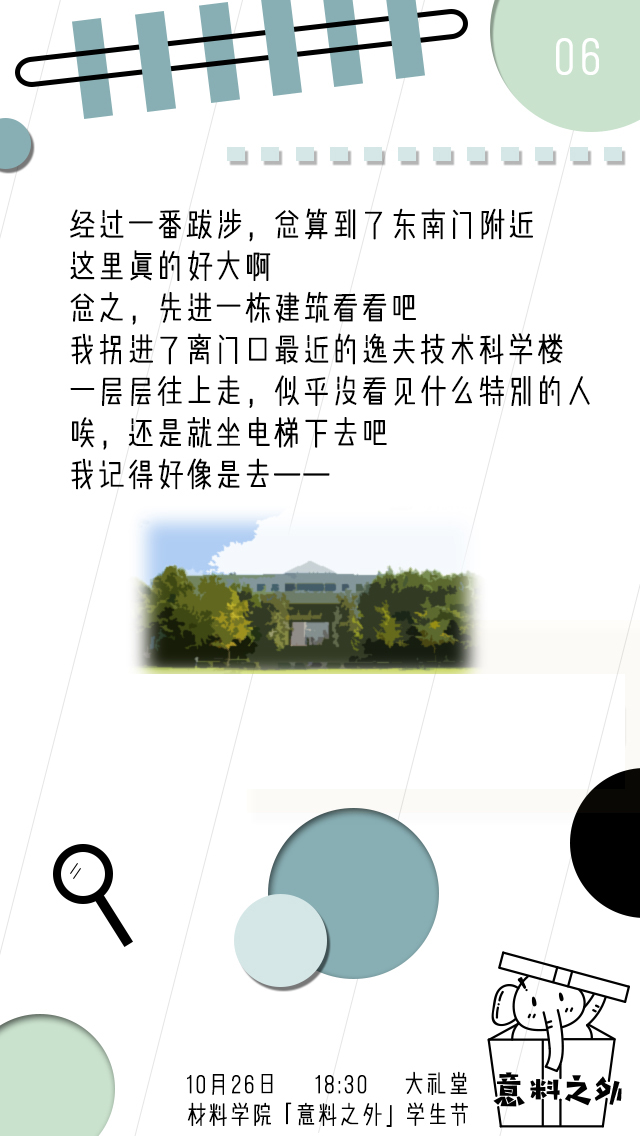 06
经过一番跋涉，总算到了东南门附近
这里真的好大啊
总之，先进一栋建筑看看吧
我拐进了离门口最近的逸夫技术科学楼
一层层往上走，似乎没看见什么特别的人
唉，还是就坐电梯下去吧
我记得好像是去——
意料之外
10月26日 18:30 大礼堂
材料学院「意料之外」学生节